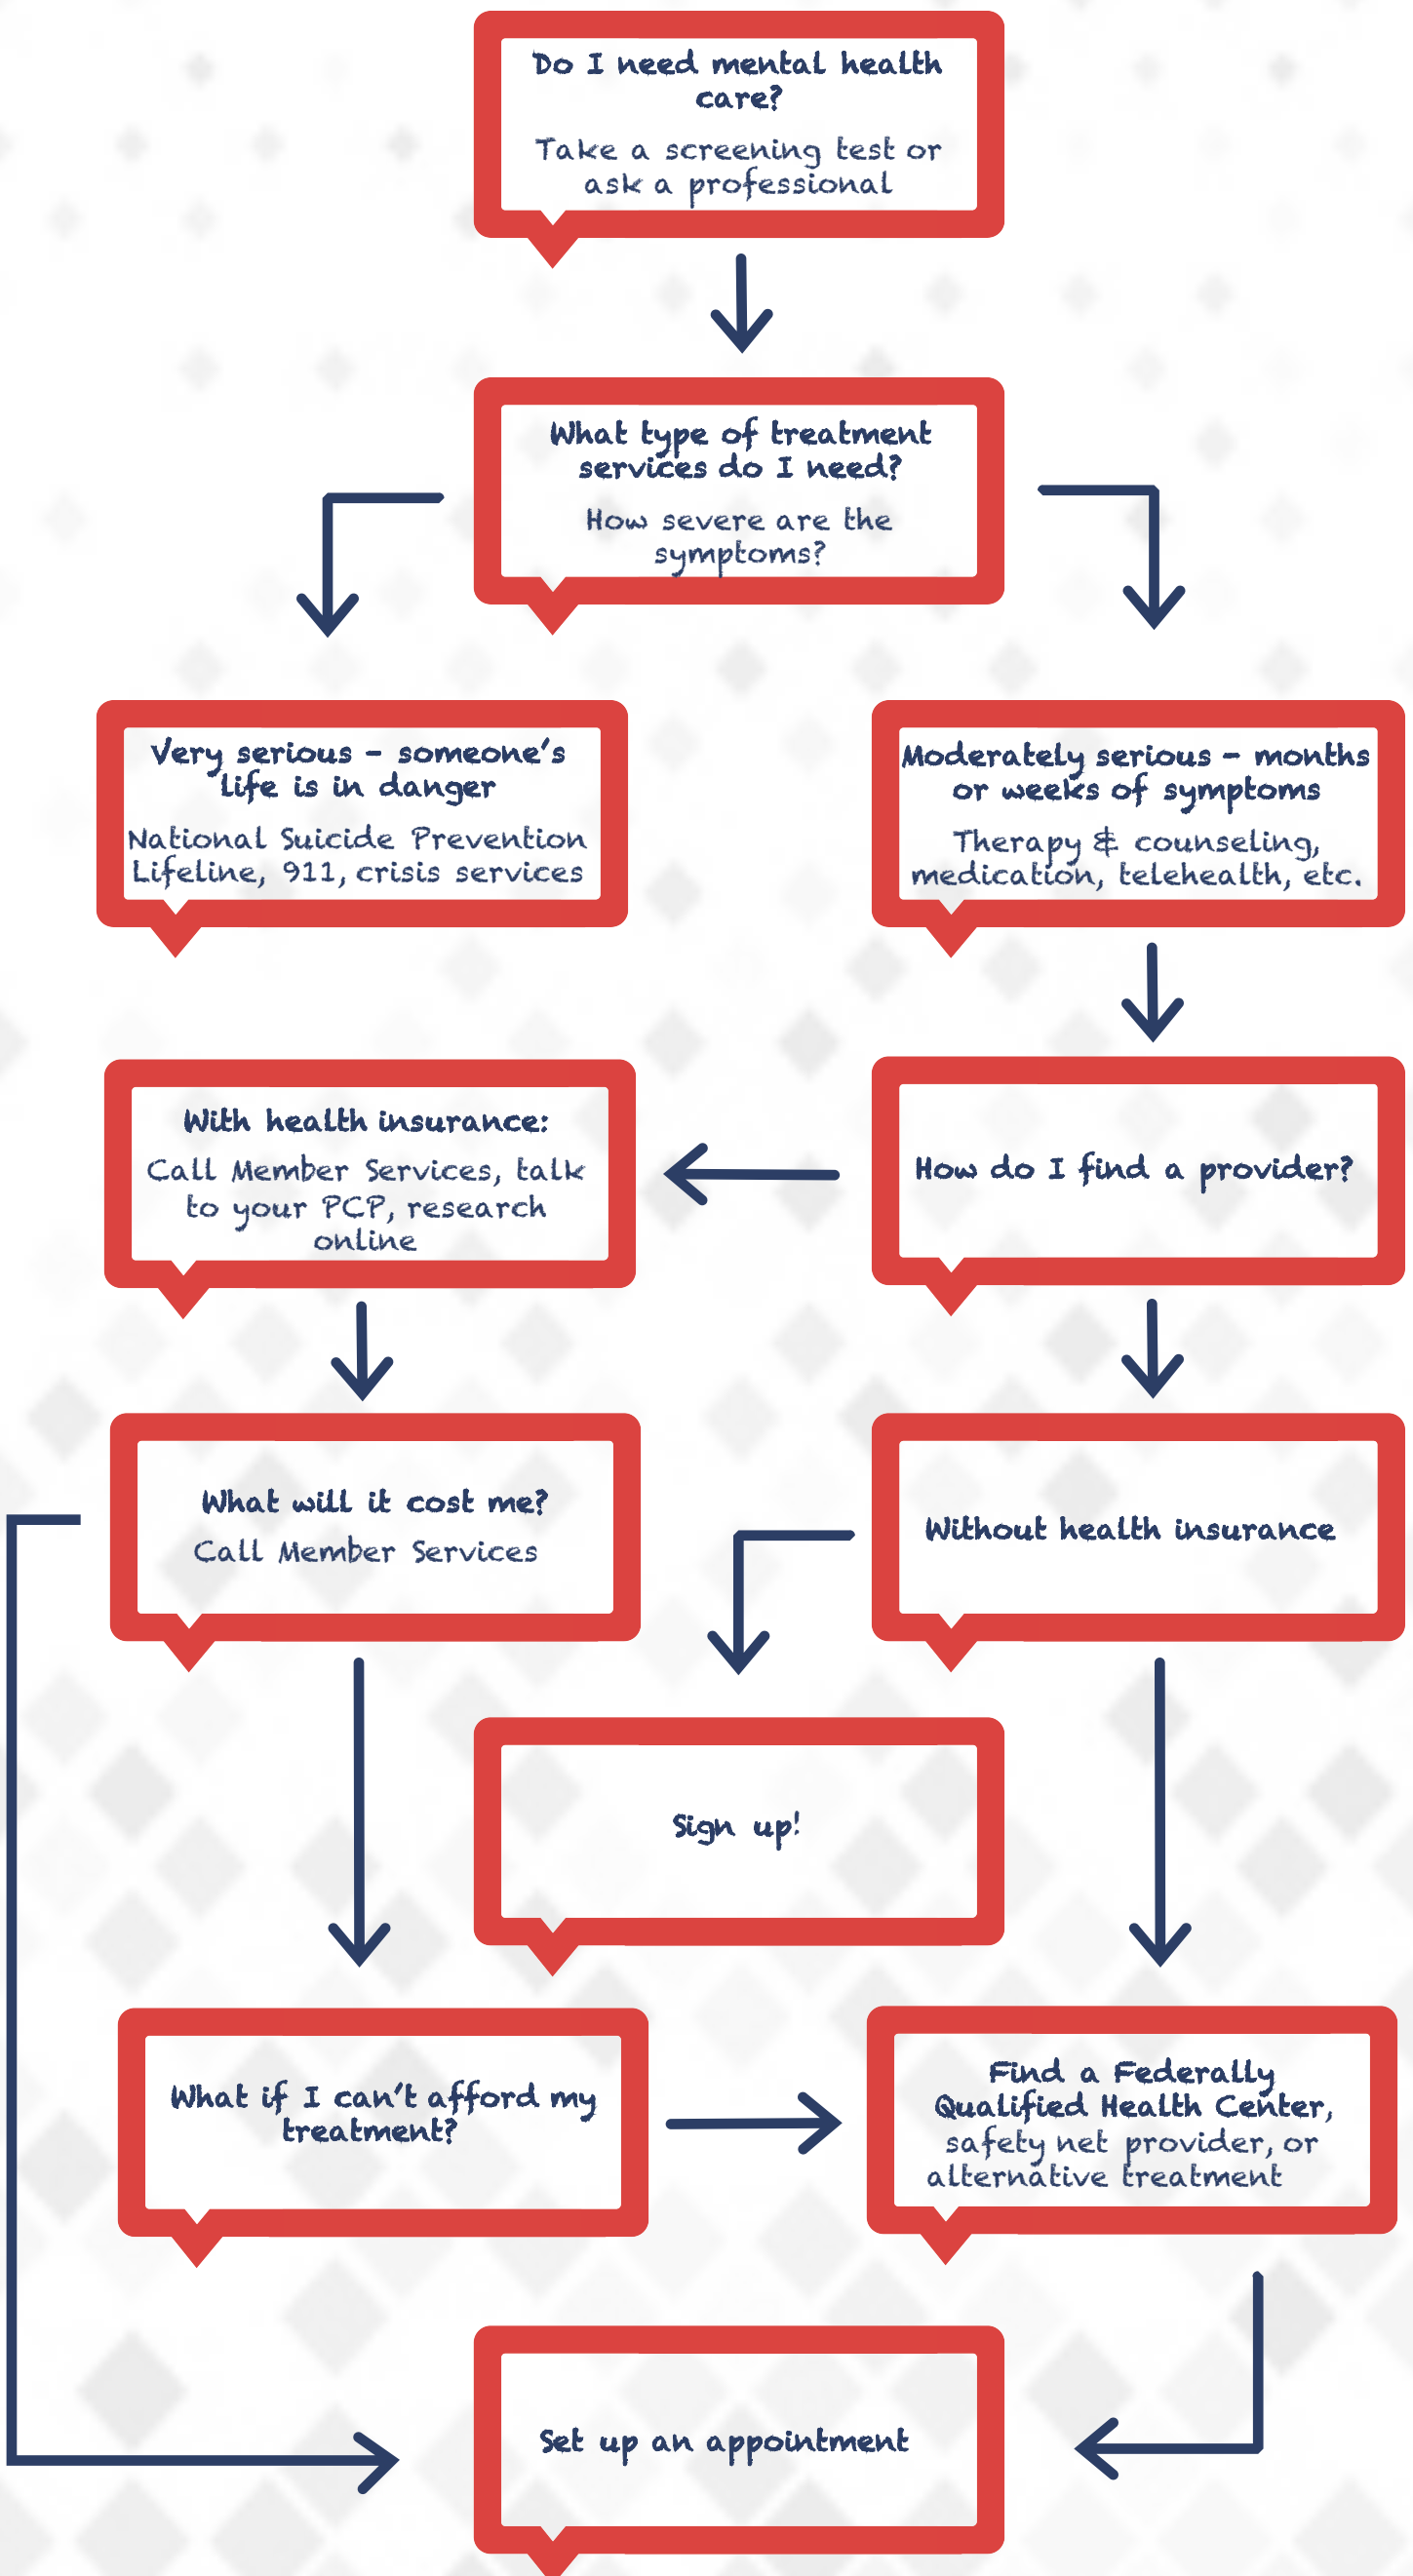 Do I need mental health
care?
Take a screening test or
ask a professional
What type of treatment
services do I need?
How severe are the
symptoms?
Very serious - someone's
life is in danger
National Suicide Prevention
Lifeline, 911, crisis services
Moderately serious - months
or weeks of symptoms
Therapy & counseling,
medication, telehealth, etc.
With health insurance:
Call Member Services, talk
to your PCP, research
online
How do I find a provider?
What will it cost me?
Call Member Services
Without health insurance
Sign up!
What if I can't afford my
treatment?
Find a Federally
Qualified Health Center,
safety net provider, or
alternative treatment
Set up an appointment